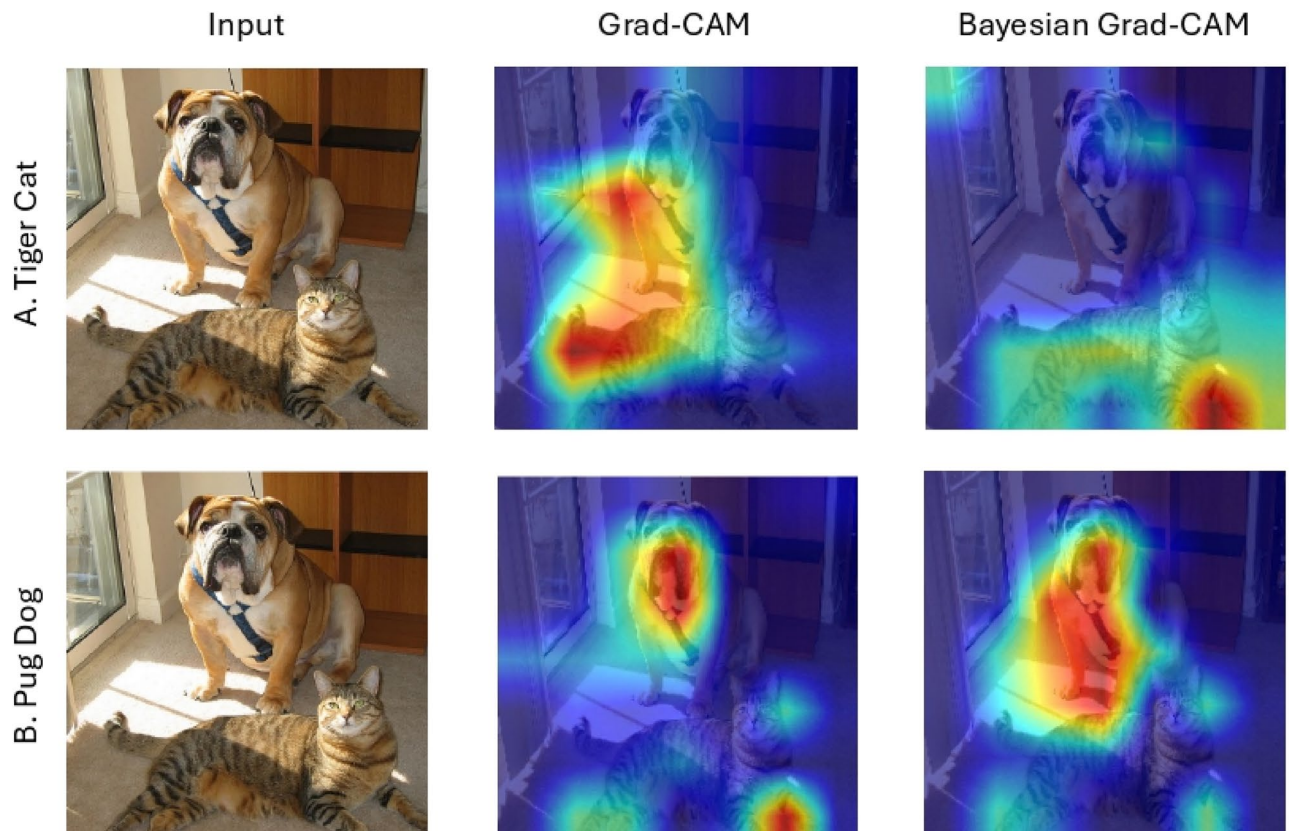 Input
Grad-CAM
Bayesian Grad-CAM
A. Tiger Cat
B. Pug Dog